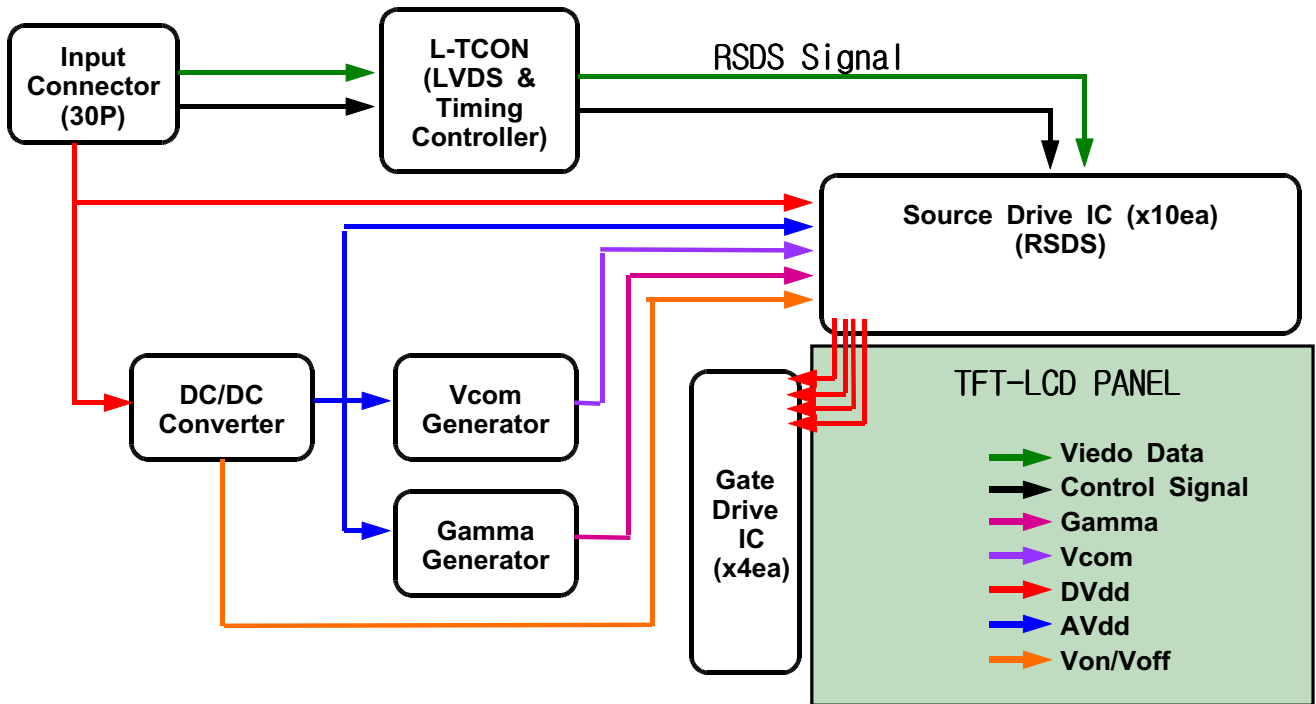 Input
Connector
(30P)
L-TCON
(LVDS &
Timing
Controller)
RSDS Signal
Source Drive IC (x10ea)
(RSDS)
DC/DC
Converter
Vcom
Generator
Gamma
Generator
Gate
Drive
IC
(x4ea)
TFT-LCD PANEL
Viedo Data
Control Signal
Gamma
Vcom
DVdd
AVdd
Von/Voff